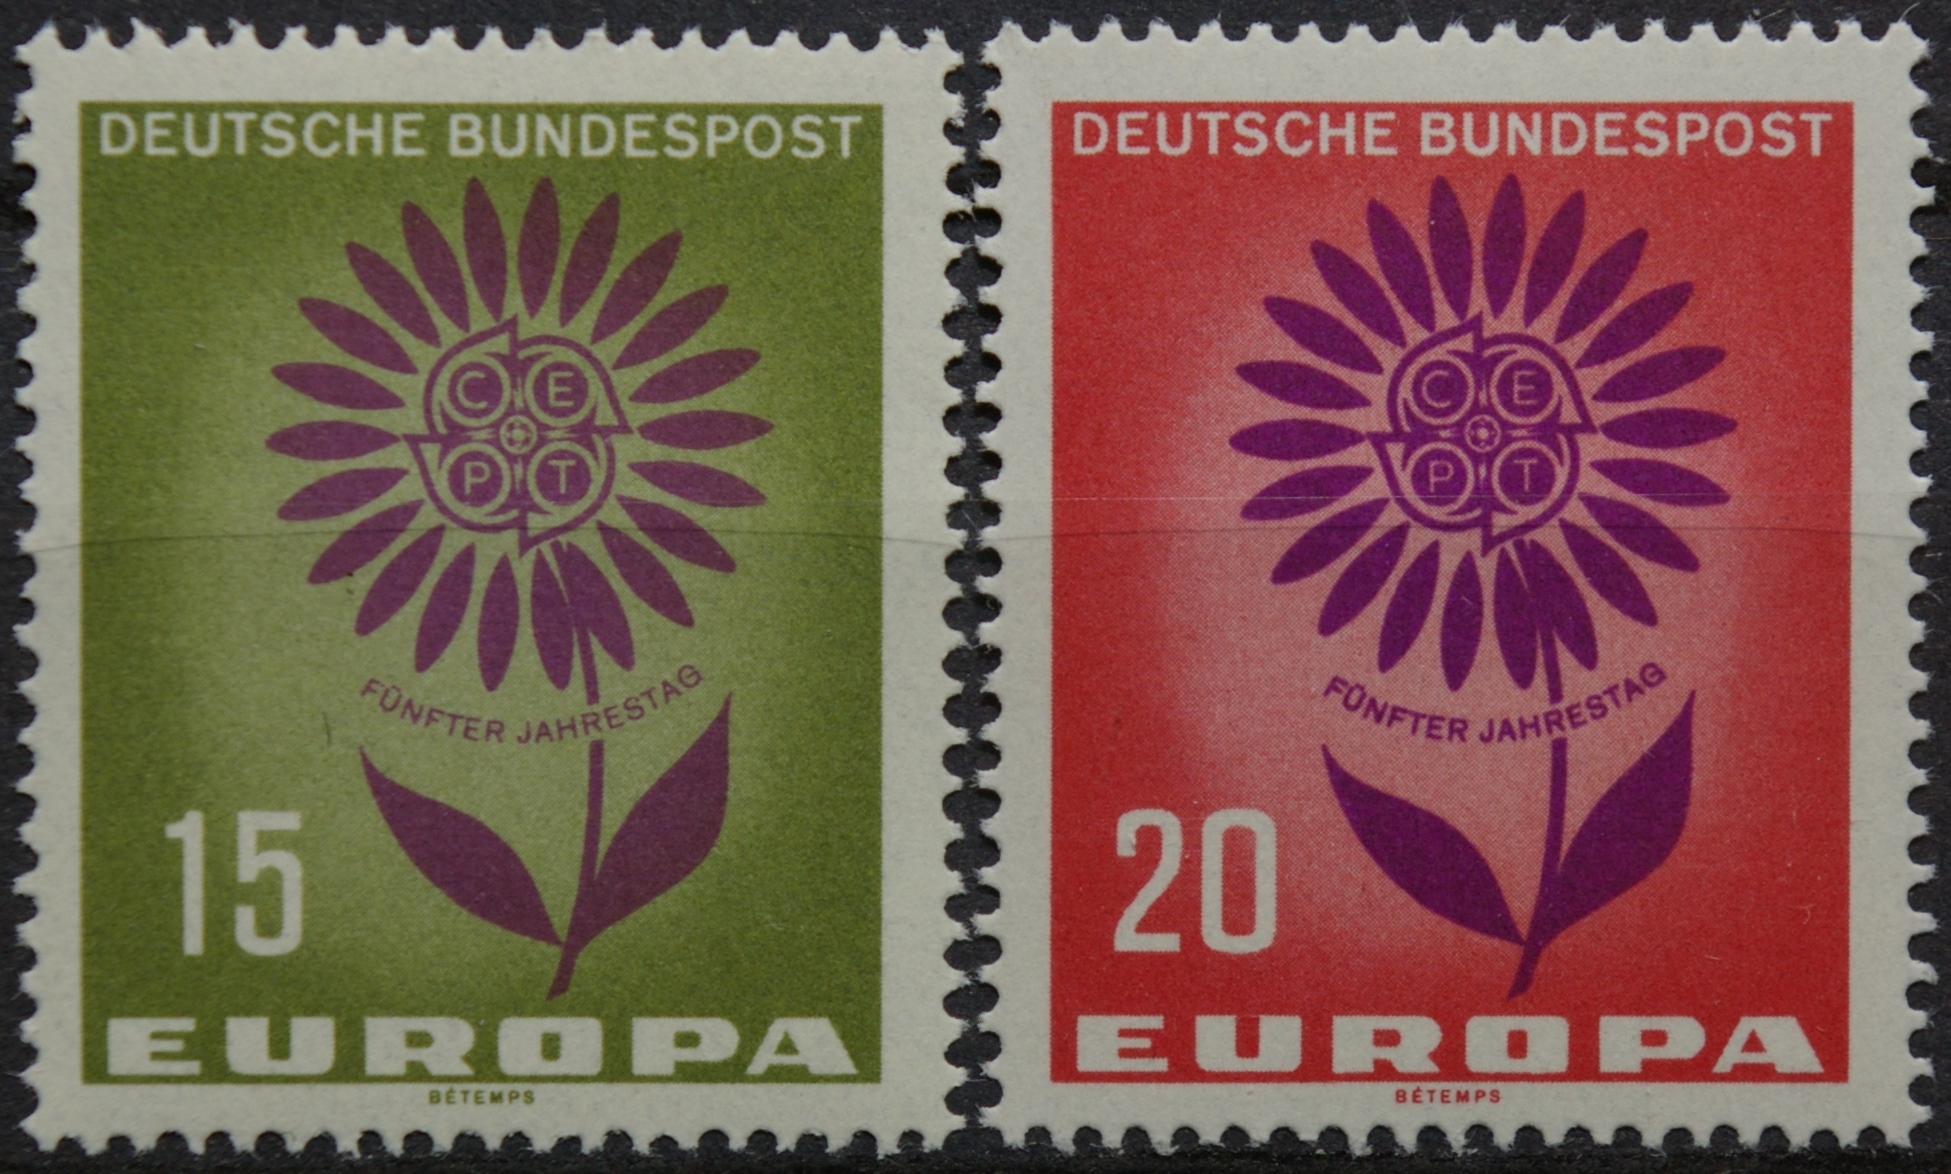 DEUTSCHE BUNDESPOST
C E
P T
FÜNFTER JAHRESTAG
15
EUROPA
BÉTEMPS
DEUTSCHE BUNDESPOST
C E
P T
FÜNFTER JAHRESTAG
20
EUROPA
BÉTEMPS